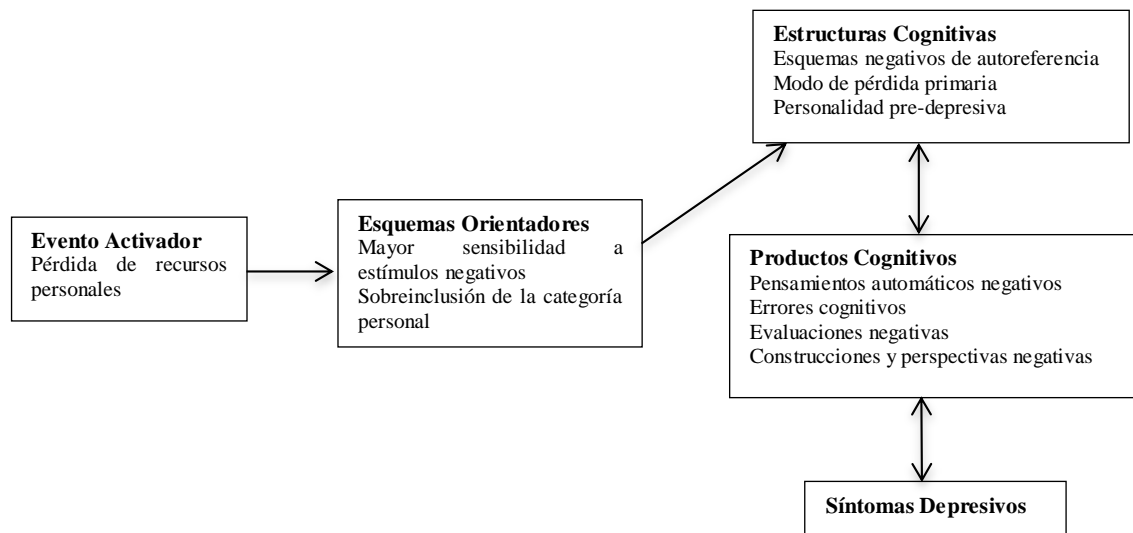 Evento Activador
Pérdida de recursos
personales
Esquemas Orientadores
Mayor sensibilidad a
estímulos negativos
Sobreinclusión de la categoría
personal
Estructuras Cognitivas
Esquemas negativos de autoreferencia
Modo de pérdida primaria
Personalidad pre-depresiva
Productos Cognitivos
Pensamientos automáticos negativos
Errores cognitivos
Evaluaciones negativas
Construcciones y perspectivas negativas
Síntomas Depresivos